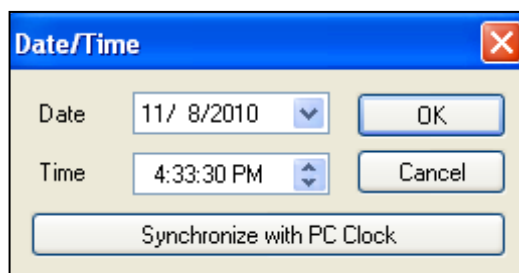 Date/Time
Date 11/ 8/2010 OK
Time 4:33:30 PM Cancel
Synchronize with PC Clock